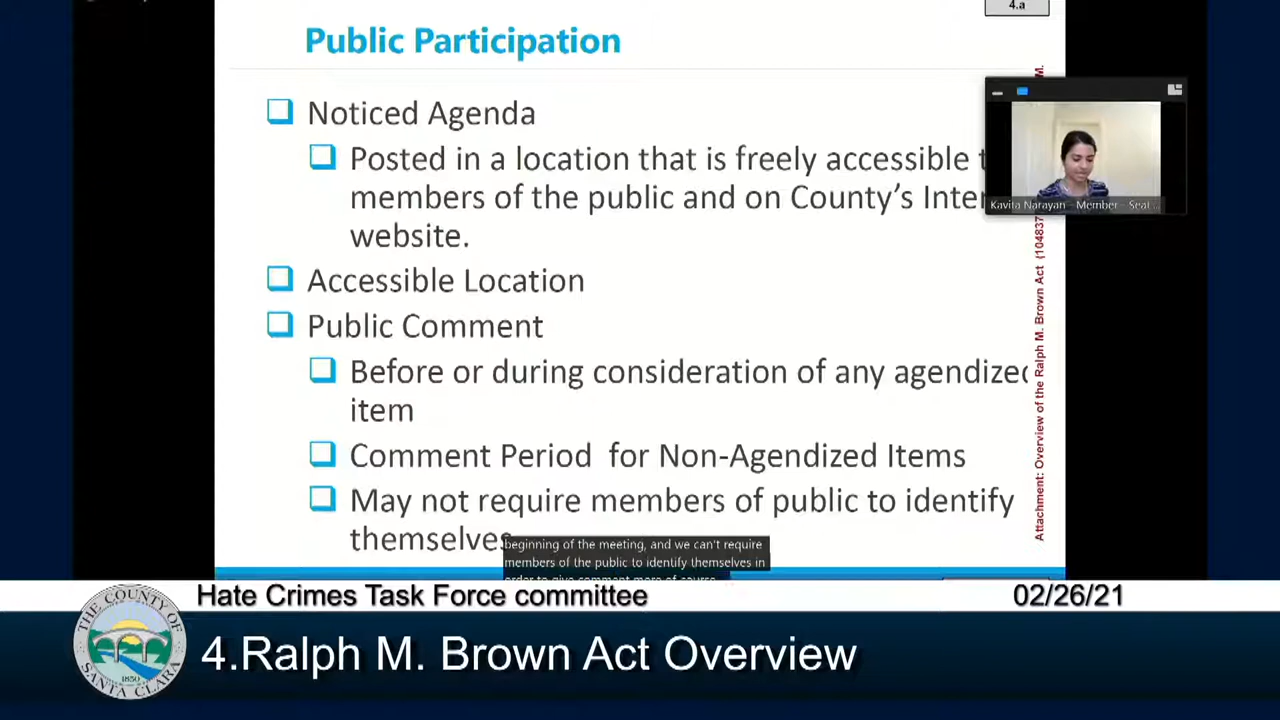 4.a
Public Participation
Noticed Agenda
Posted in a location that is freely accessible
members of the public and on County's Inter
website.
Accessible Location
Public Comment
Before or during consideration of any agendized
item
Comment Period for Non-Agendized Items
May not require members of public to identify
themselves
Kavita Narayan - Member - Seat ...
Attachment: Overview of the Ralph M. Brown Act (104837
M.
beginning of the meeting, and we can't require
members of the public to identify themselves in
order to give comment more of course
Hate Crimes Task Force committee
02/26/21
4.Ralph M. Brown Act Overview
THE COUNTY OF
SANTA CLARA
1850